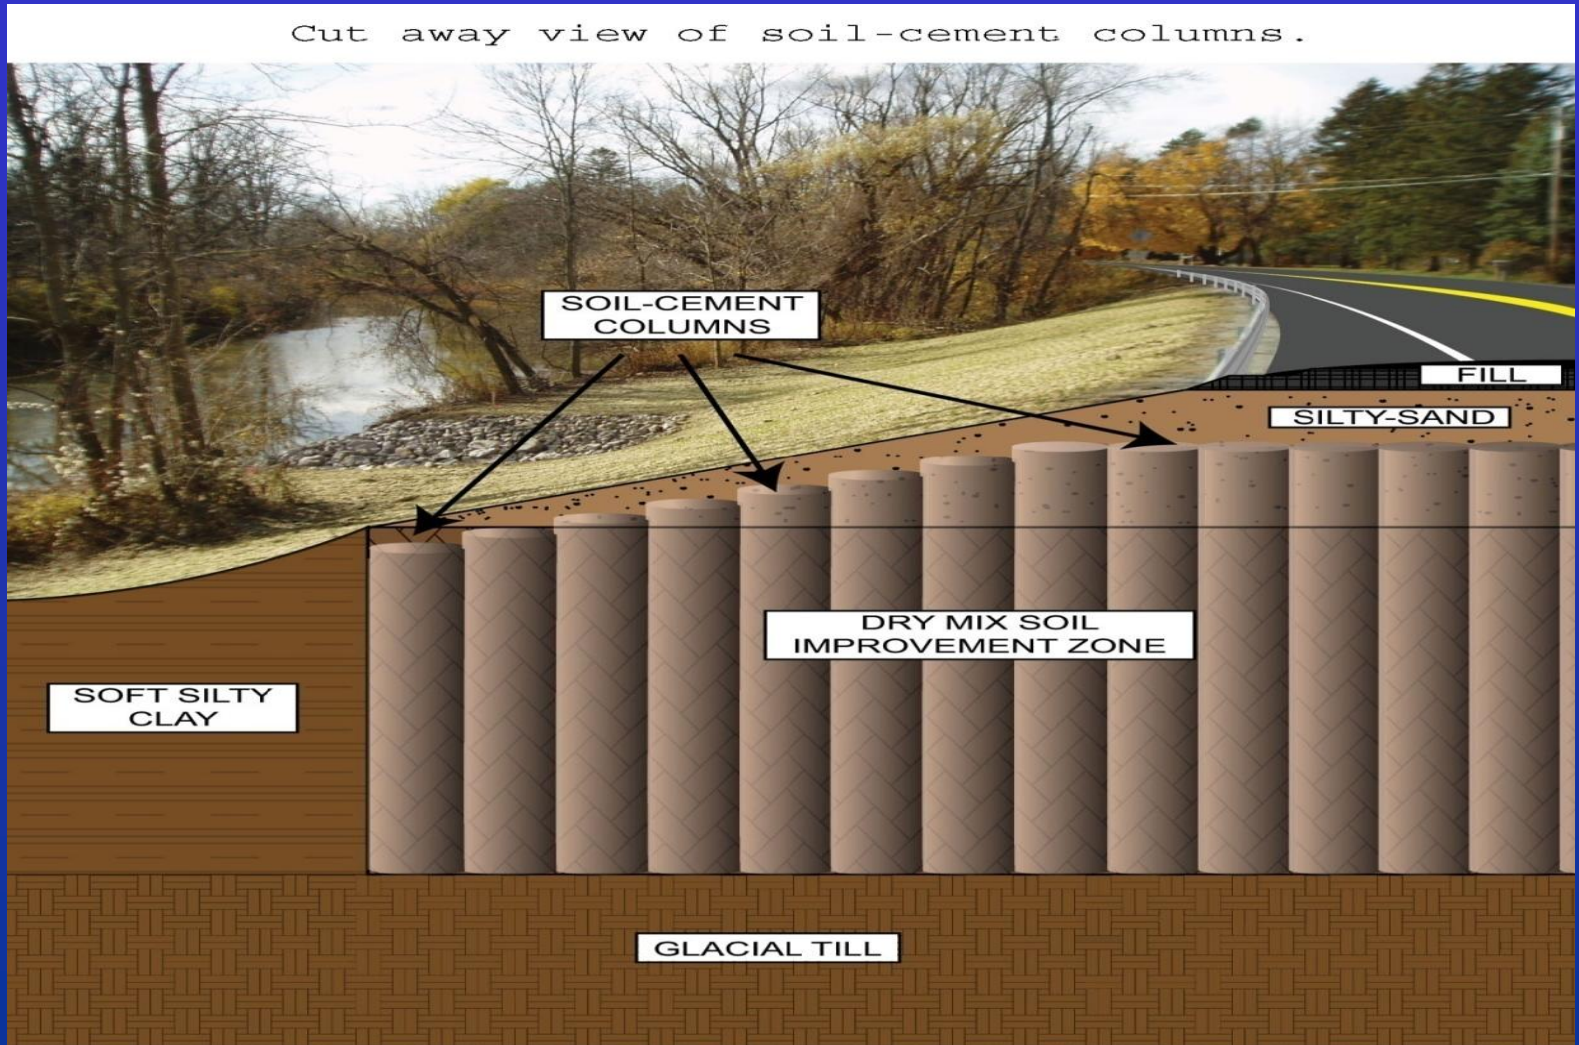 Cut away view of soil-cement columns.
SOIL-CEMENT
COLUMNS
FILL
SILTY-SAND
DRY MIX SOIL
IMPROVEMENT ZONE
SOFT SILTY
CLAY
GLACIAL TILL